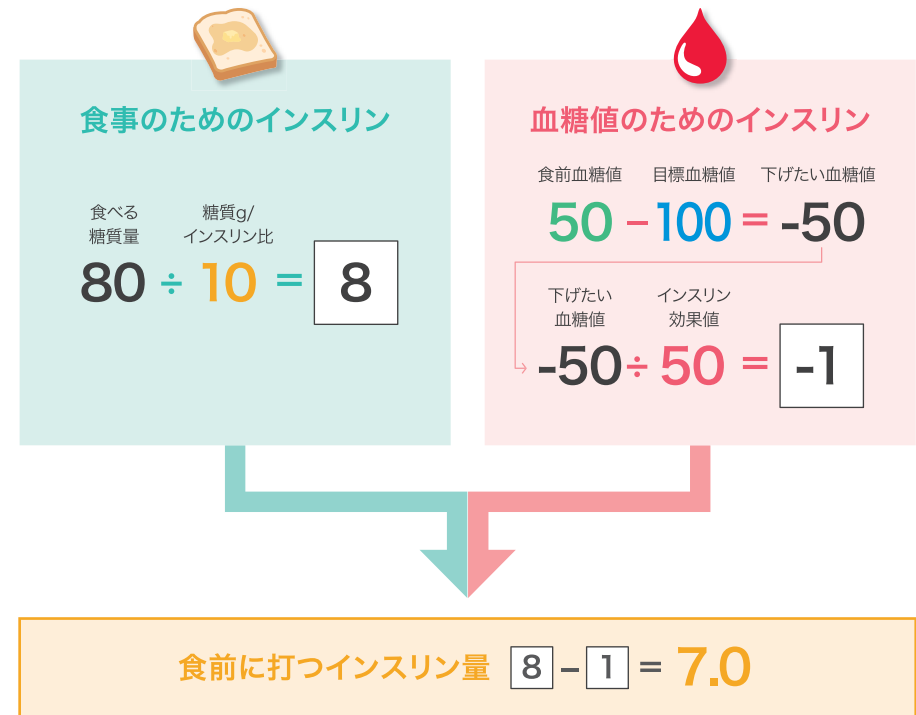 食事のためのインスリン
食べる
糖質量
糖質g/
インスリン比
80 ÷ 10 = 8
血糖値のためのインスリン
食前血糖値 目標血糖値 下げたい血糖値
50 − 100 = -50
下げたい
血糖値
インスリン
効果値
-50 ÷ 50 = -1
食前に打つインスリン量 8 − 1 = 7.0